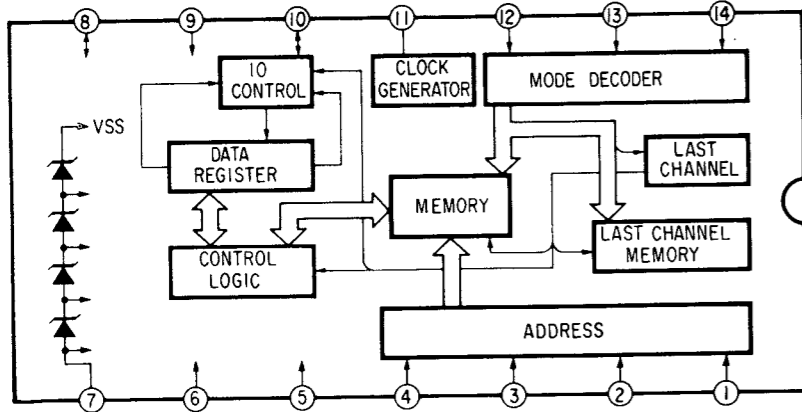 8 9 10 11 12 13 14
IO
CONTROL
CLOCK
GENERATOR
MODE DECODER
VSS
DATA
REGISTER
LAST
CHANNEL
MEMORY
CONTROL
LOGIC
LAST CHANNEL
MEMORY
ADDRESS
7 6 5 4 3 2 1